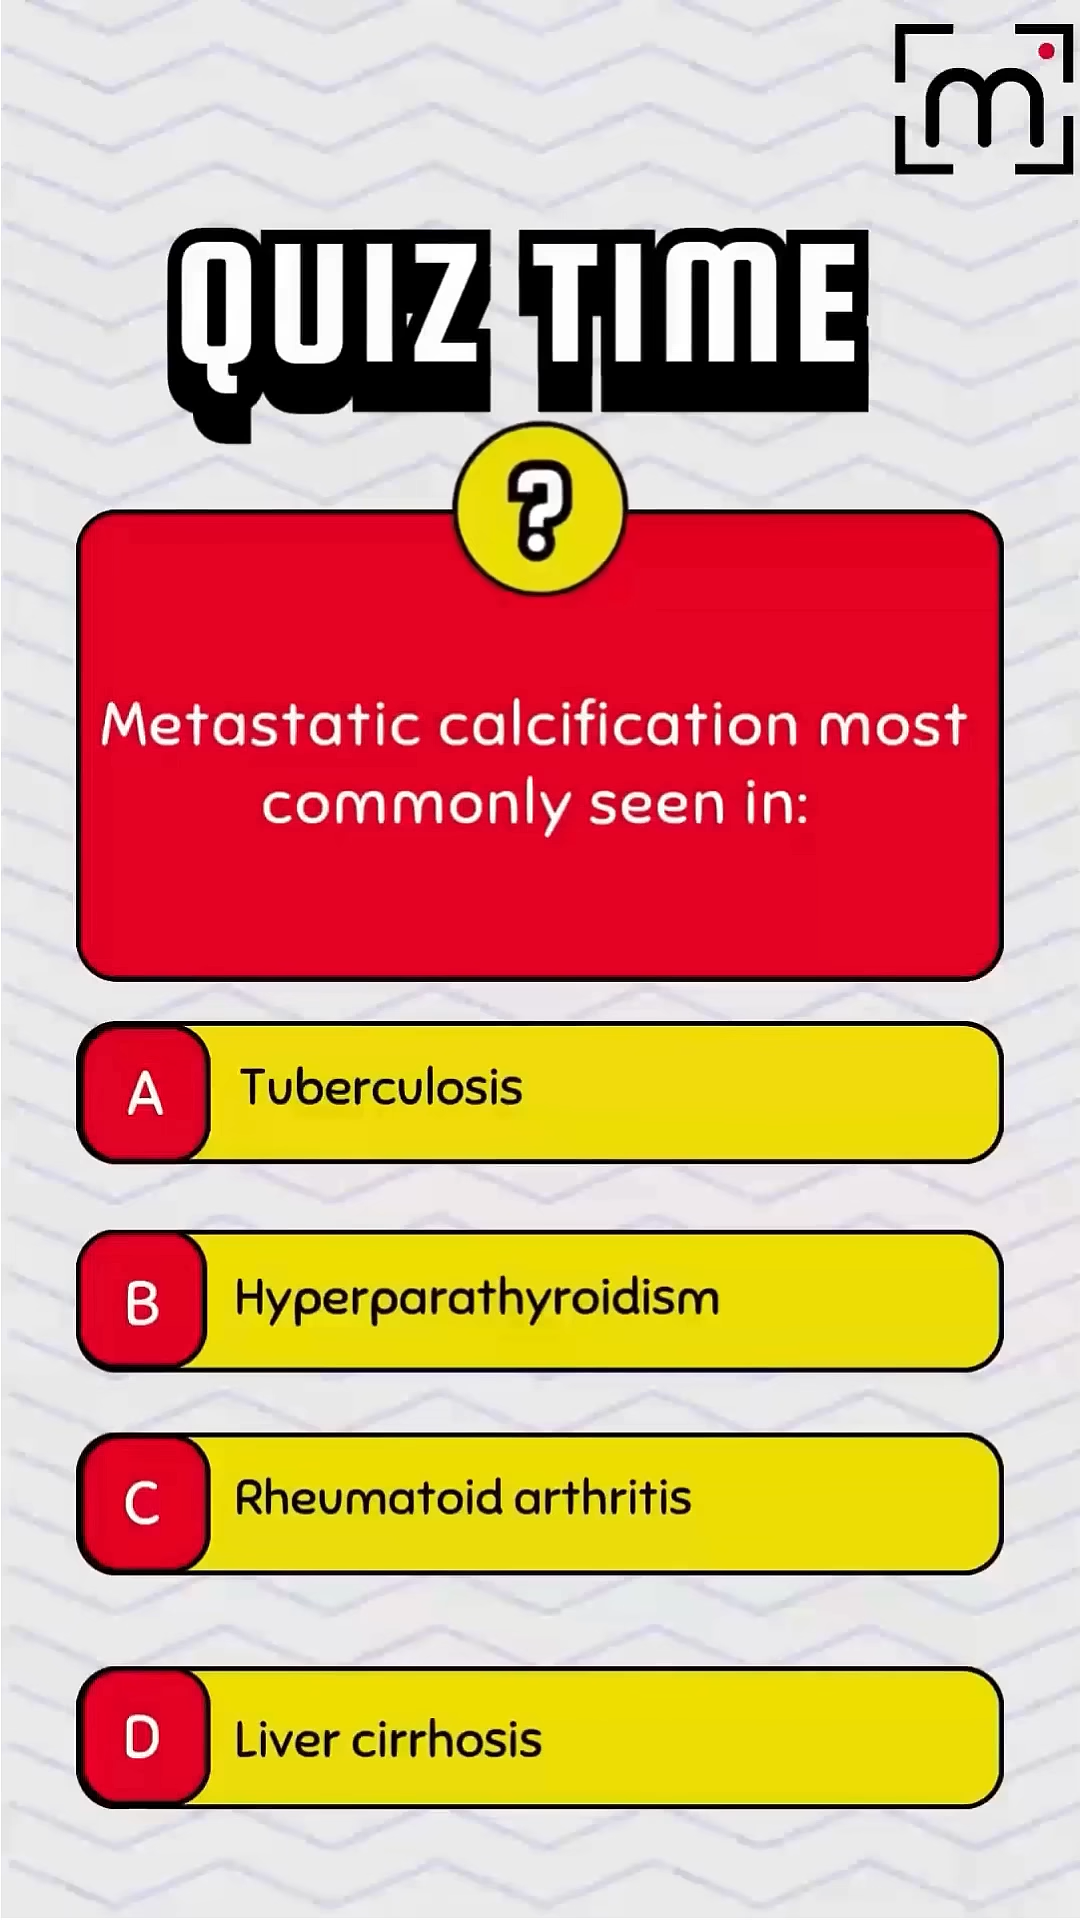 m
QUIZ TIME
?
Metastatic calcification most
commonly seen in:
A Tuberculosis
B Hyperparathyroidism
C Rheumatoid arthritis
D Liver cirrhosis